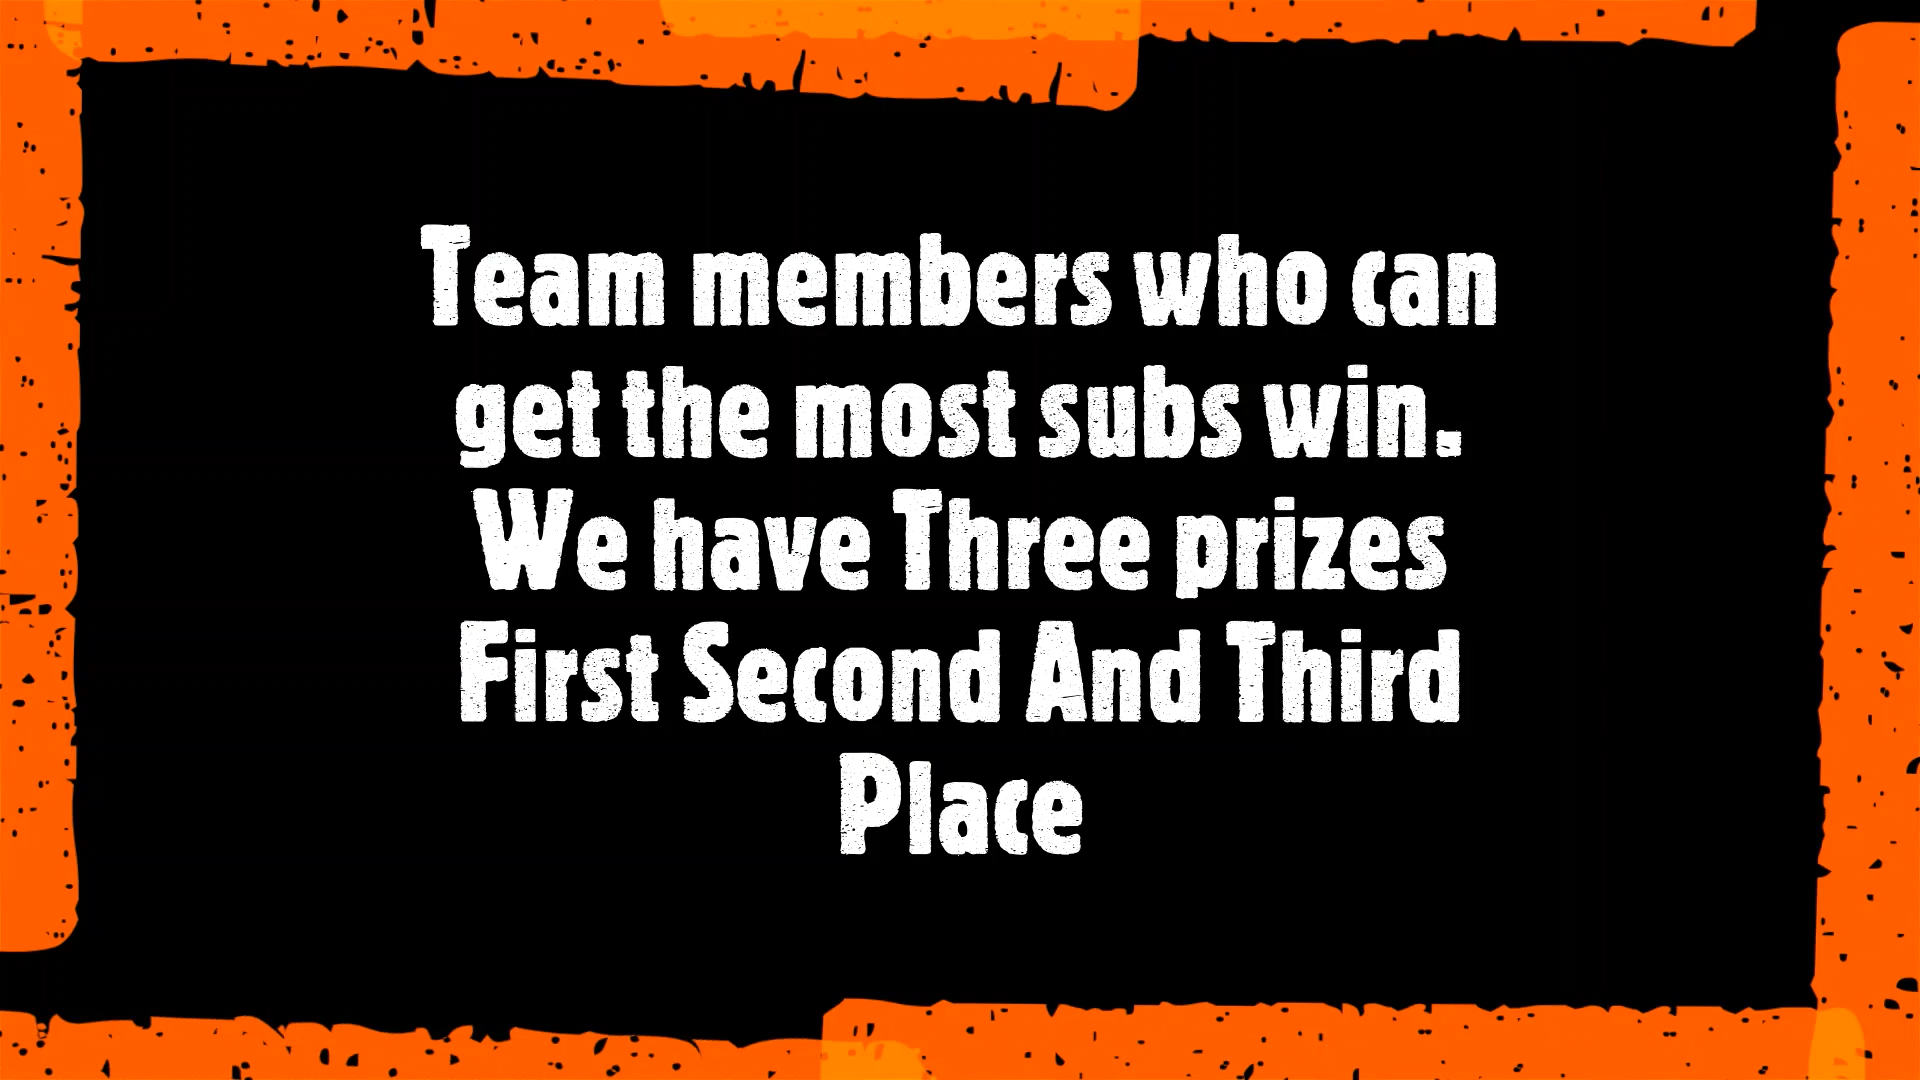 Team members who can
get the most subs win.
We have Three prizes
First Second And Third
Place